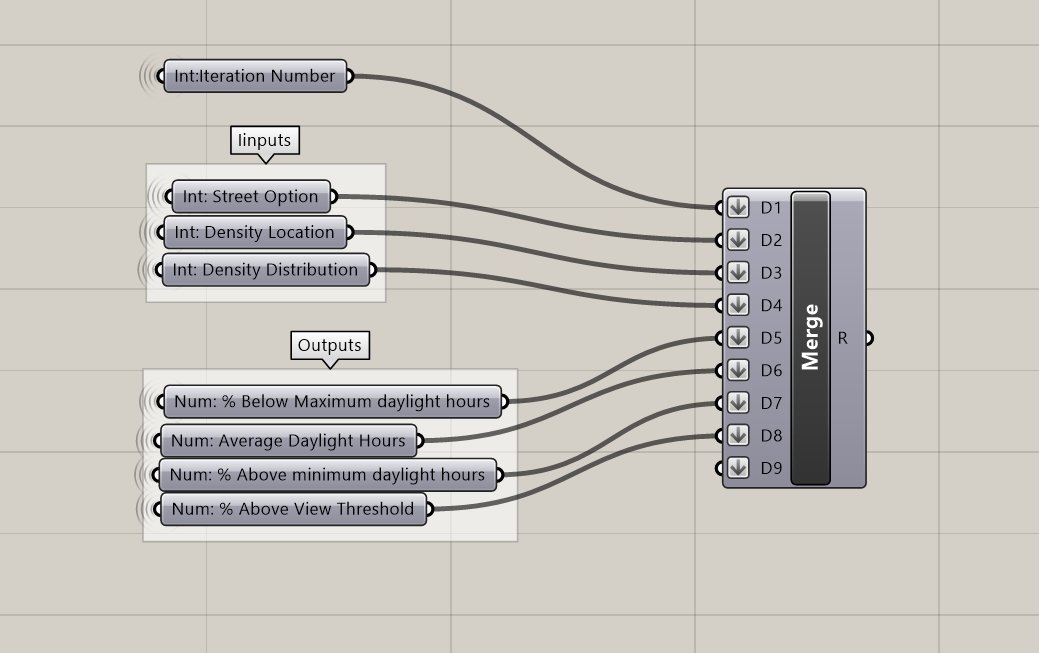 Int:Iteration Number
Iinputs
Int: Street Option
Int: Density Location
Int: Density Distribution
Outputs
Num: % Below Maximum daylight hours
Num: Average Daylight Hours
Num: % Above minimum daylight hours
Num: % Above View Threshold
D1
D2
D3
D4
D5
D6
D7
D8
D9
Merge
R